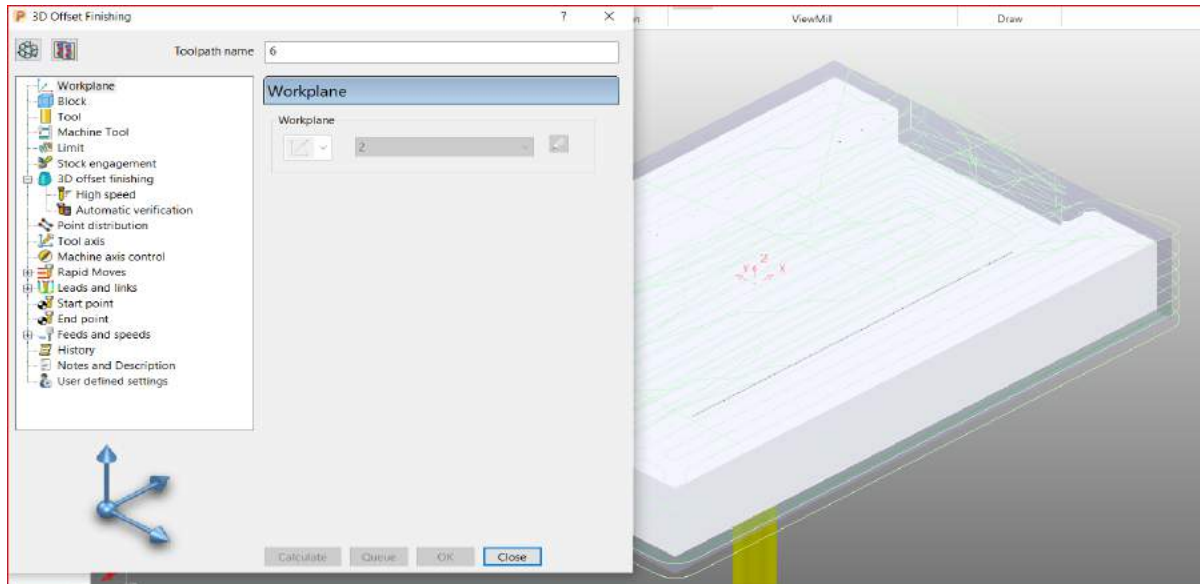 3D Offset Finishing ? ×
ViewMill Draw
Toolpath name 6
Workplane
Block
Tool
Machine Tool
Limit
Stock engagement
3D offset finishing
High speed
Automatic verification
Point distribution
Tool axis
Machine axis control
Rapid Moves
Leads and links
Start point
End point
Feeds and speeds
History
Notes and Description
User defined settings
Workplane
Workplane
2
Calculate Queue OK Close
Z
Y X